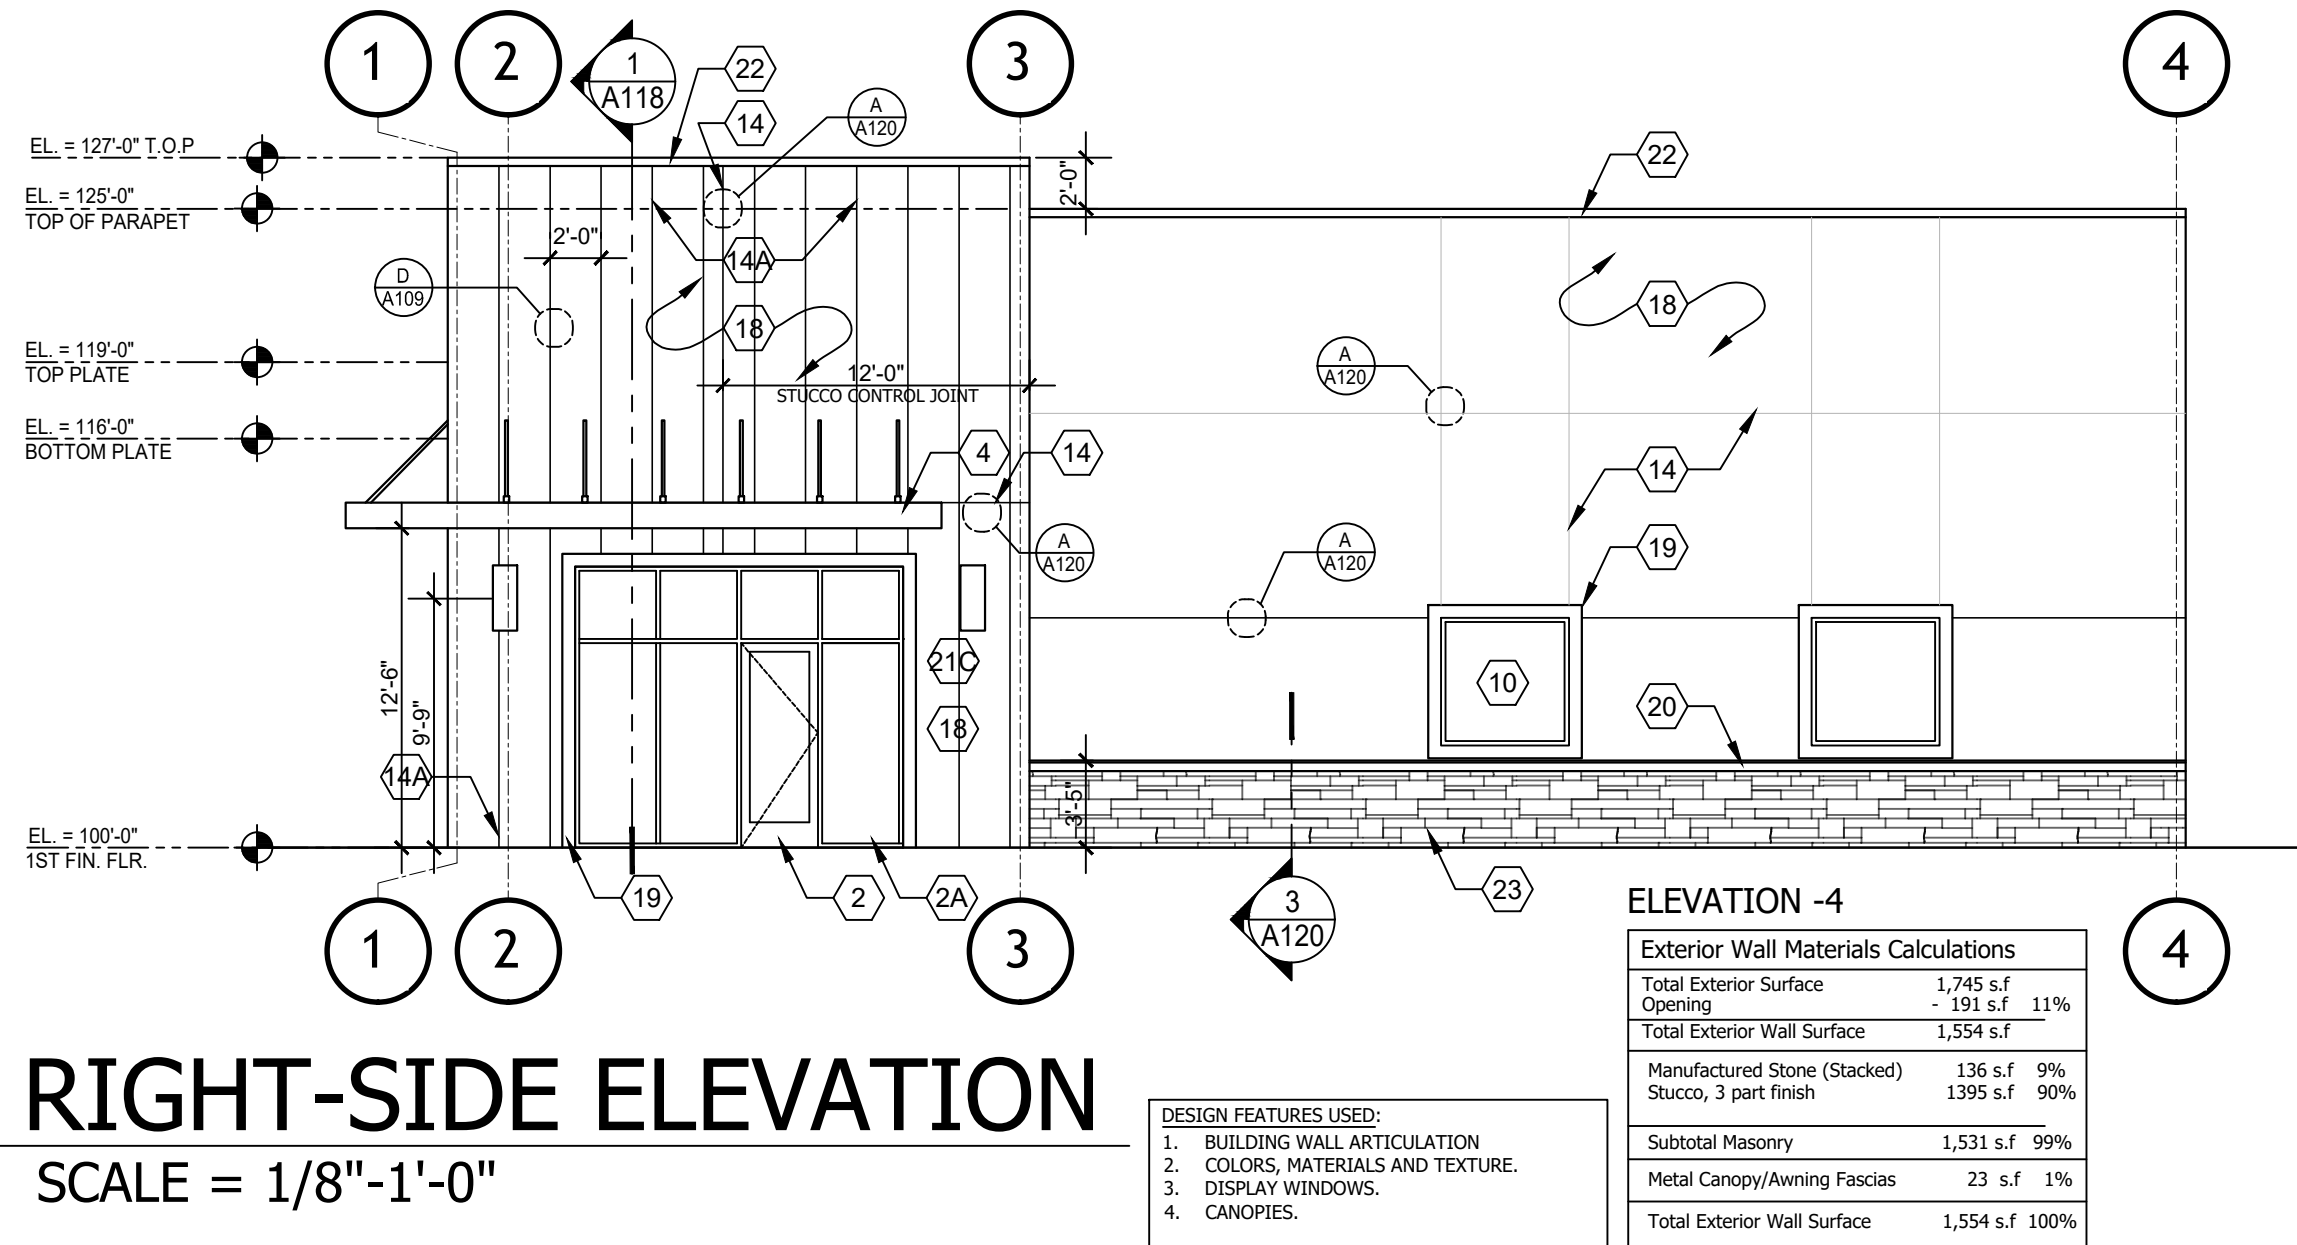 1
2
3
4
1
A118
22
14
A
A120
22
EL. = 127'-0" T.O.P
EL. = 125'-0"
TOP OF PARAPET
2'-0"
2'-0"
14A
D
A109
18
18
EL. = 119'-0"
TOP PLATE
12'-0"
STUCCO CONTROL JOINT
A
A120
EL. = 116'-0"
BOTTOM PLATE
4
14
14
A
A120
A
A120
19
12'-6"
9'-9"
21C
10
18
20
14A
3'-5"
EL. = 100'-0"
1ST FIN. FLR.
19
2
2A
3
A120
23
1
2
3
4
ELEVATION -4
Exterior Wall Materials Calculations
Total Exterior Surface 1,745 s.f
Opening - 191 s.f 11%
Total Exterior Wall Surface 1,554 s.f
Manufactured Stone (Stacked) 136 s.f 9%
Stucco, 3 part finish 1395 s.f 90%
Subtotal Masonry 1,531 s.f 99%
Metal Canopy/Awning Fascias 23 s.f 1%
Total Exterior Wall Surface 1,554 s.f 100%
RIGHT-SIDE ELEVATION
SCALE = 1/8"-1'-0"
DESIGN FEATURES USED:
1. BUILDING WALL ARTICULATION
2. COLORS, MATERIALS AND TEXTURE.
3. DISPLAY WINDOWS.
4. CANOPIES.